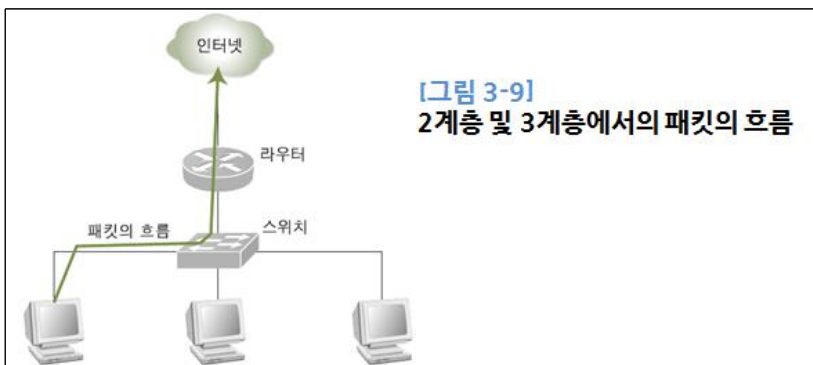 인터넷
[그림 3-9]
2계층 및 3계층에서의 패킷의 흐름
라우터
패킷의 흐름
스위치